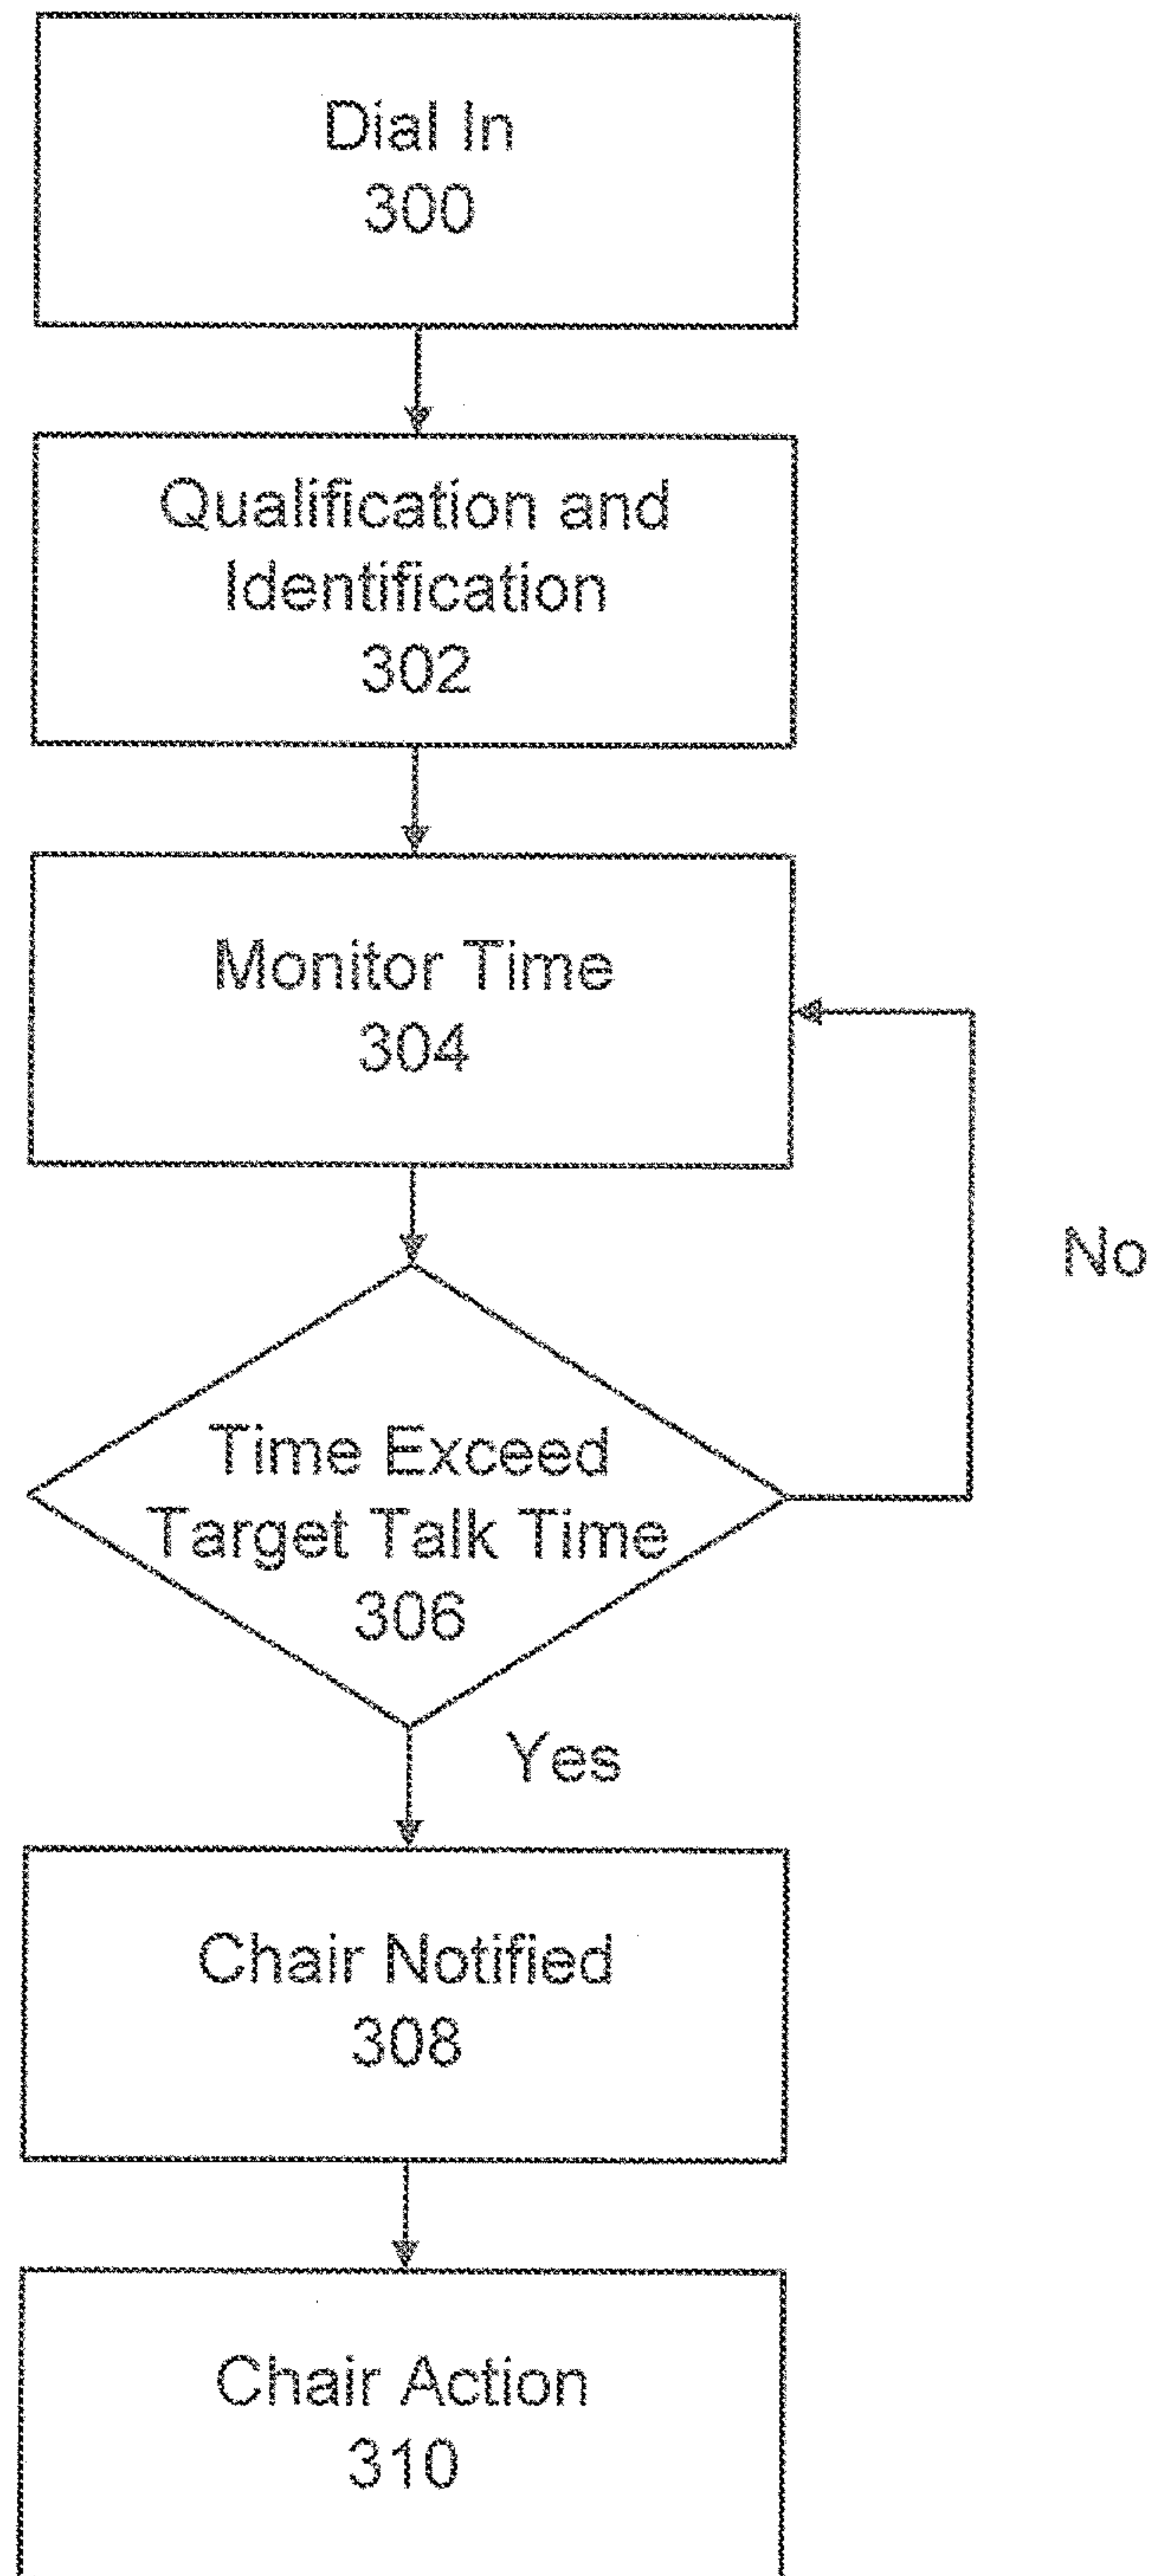 Dial In
300
Qualification and
Identification
302
Monitor Time
304
No
Time Exceed
Target Talk Time
306
Yes
Chair Notified
308
Chair Action
310